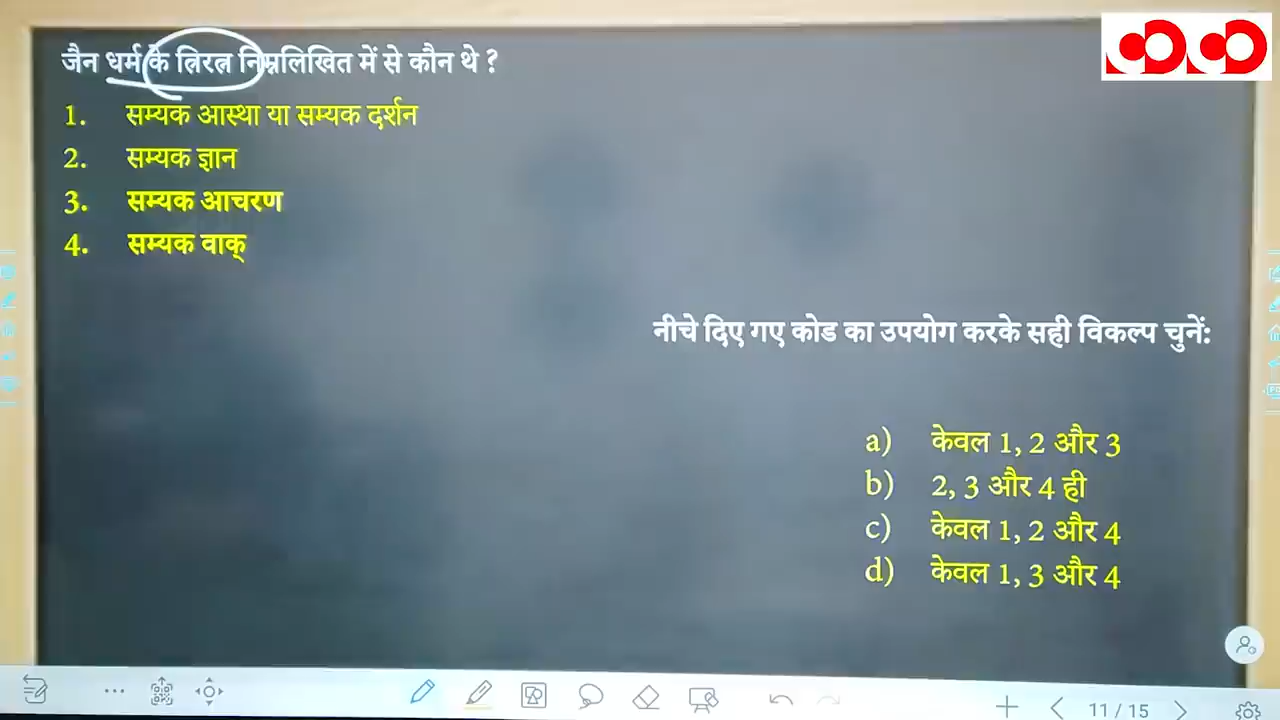 जैन धर्म के त्रिरत्न निम्नलिखित में से कौन थे ?
1. सम्यक आस्था या सम्यक दर्शन
2. सम्यक ज्ञान
3. सम्यक आचरण
4. सम्यक वाक्
नीचे दिए गए कोड का उपयोग करके सही विकल्प चुनें:
a) केवल 1, 2 और 3
b) 2, 3 और 4 ही
c) केवल 1, 2 और 4
d) केवल 1, 3 और 4
11 / 15